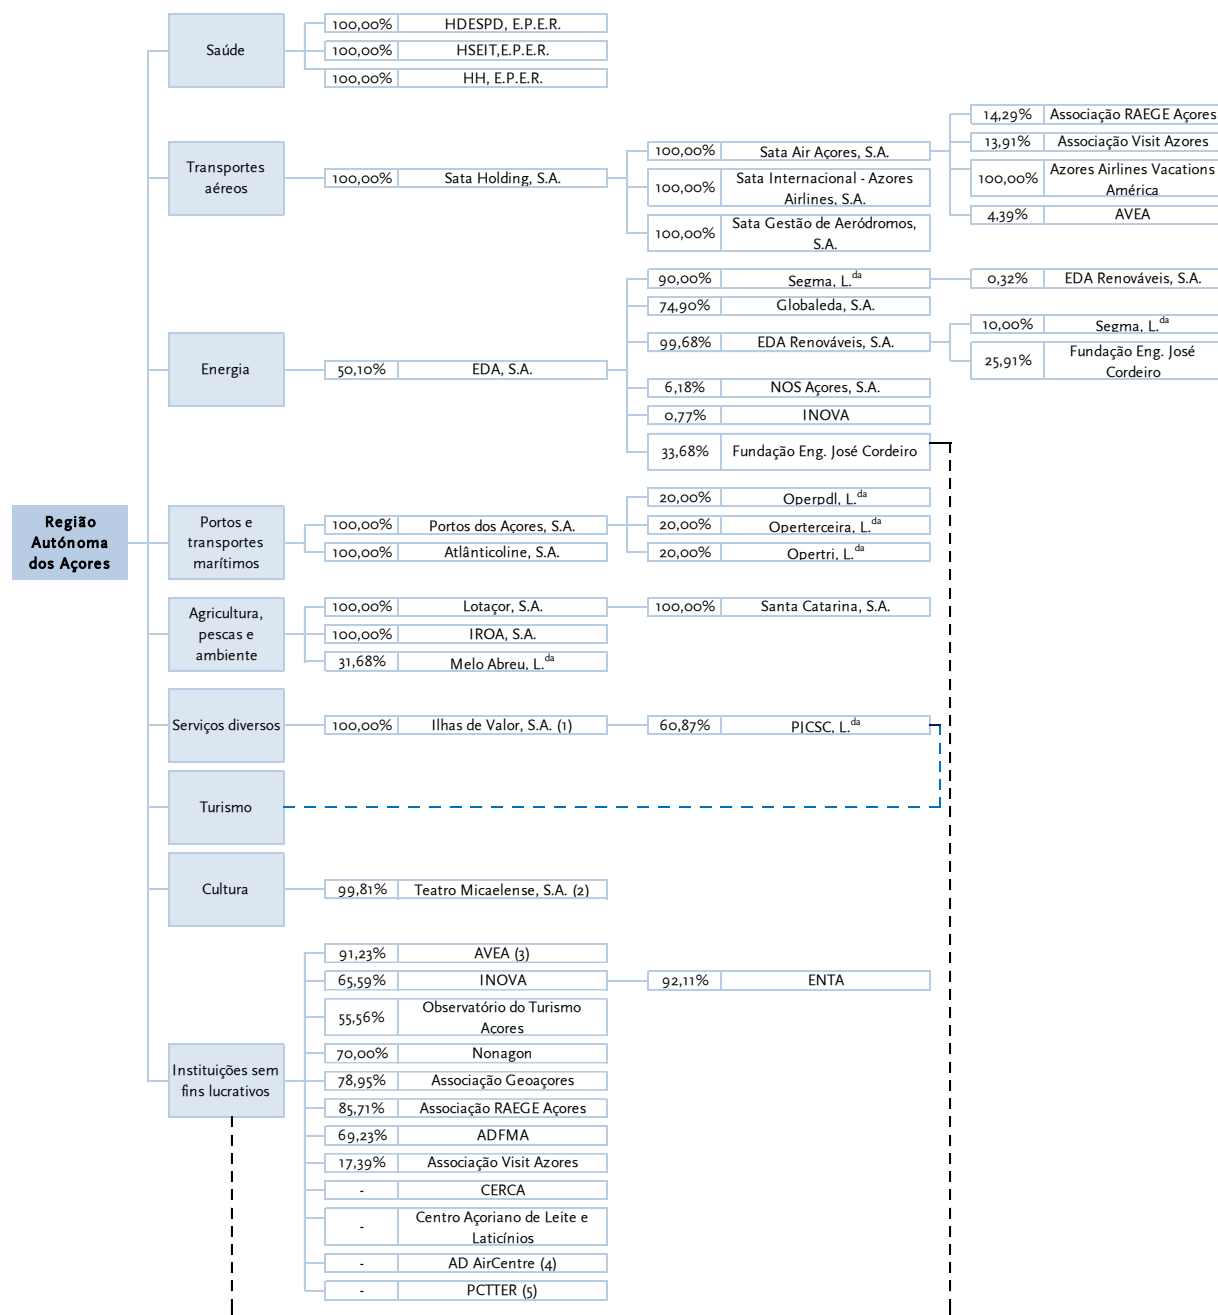 Região
Autónoma
dos Açores
Saúde
100,00% HDESPD, E.P.E.R.
100,00% HSEIT,E.P.E.R.
100,00% HH, E.P.E.R.
Transportes
aéreos
100,00% Sata Holding, S.A.
100,00% Sata Air Açores, S.A.
14,29% Associação RAEGE Açores
13,91% Associação Visit Azores
100,00% Azores Airlines Vacations
América
4,39% AVEA
100,00% Sata Internacional - Azores
Airlines, S.A.
100,00% Sata Gestão de Aeródromos,
S.A.
Energia
50,10% EDA, S.A.
90,00% Segma, L.da
0,32% EDA Renováveis, S.A.
74,90% Globaleda, S.A.
99,68% EDA Renováveis, S.A.
10,00% Segma, L.da
25,91% Fundação Eng. José
Cordeiro
6,18% NOS Açores, S.A.
0,77% INOVA
33,68% Fundação Eng. José Cordeiro
Portos e
transportes
marítimos
100,00% Portos dos Açores, S.A.
20,00% Operpdl, L.da
20,00% Operterceira, L.da
20,00% Opertri, L.da
100,00% Atlânticoline, S.A.
Agricultura,
pescas e
ambiente
100,00% Lotaçor, S.A.
100,00% Santa Catarina, S.A.
100,00% IROA, S.A.
31,68% Melo Abreu, L.da
Serviços diversos
100,00% Ilhas de Valor, S.A. (1)
60,87% PJCSC, L.da
Turismo
Cultura
99,81% Teatro Micaelense, S.A. (2)
Instituições sem
fins lucrativos
91,23% AVEA (3)
65,59% INOVA
92,11% ENTA
55,56% Observatório do Turismo
Açores
70,00% Nonagon
78,95% Associação Geoaçores
85,71% Associação RAEGE Açores
69,23% ADFMA
17,39% Associação Visit Azores
- CERCA
- Centro Açoriano de Leite e
Laticínios
- AD AirCentre (4)
- PCTTER (5)